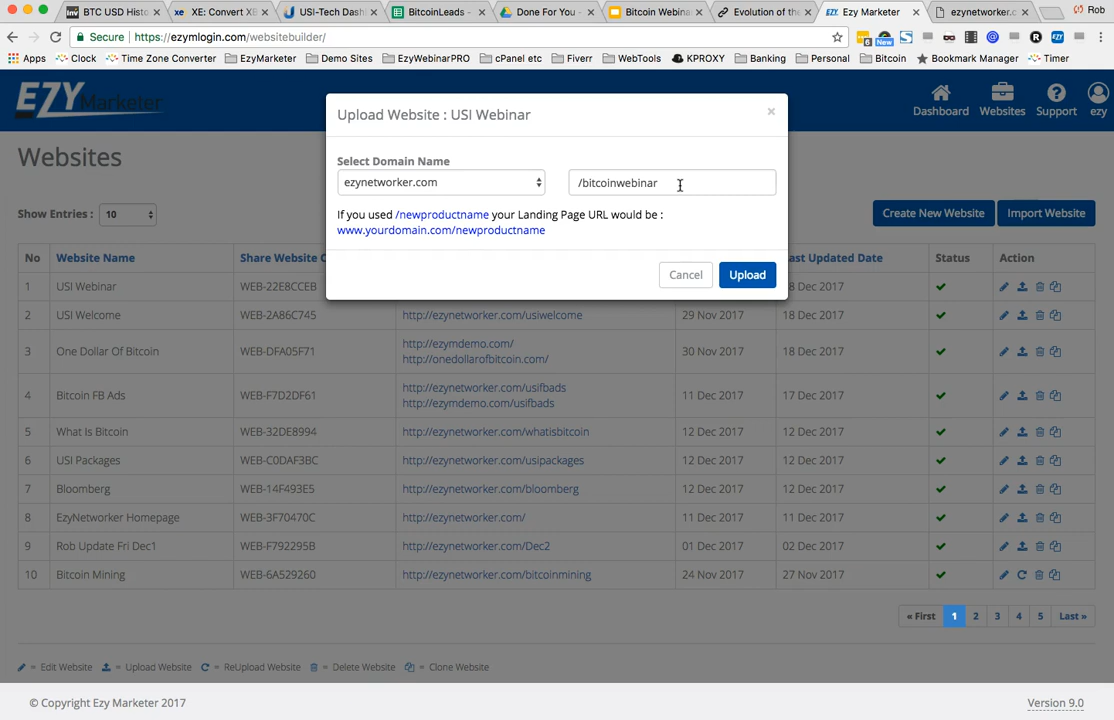 BTC USD Histo
XE: Convert XB
USI-Tech Dash
BitcoinLeads -
Done For You -
Bitcoin Webina
Evolution of the
Ezy Marketer
ezynetworker.c
Rob
Secure
https://ezymlogin.com/websitebuilder/
6
New
Apps
Clock
Time Zone Converter
EzyMarketer
Demo Sites
EzyWebinarPRO
cPanel etc
Fiverr
WebTools
KPROXY
Banking
Personal
Bitcoin
Bookmark Manager
Timer
EZY Marketer
Dashboard
Websites
Support
ezy
Websites
Upload Website : USI Webinar
×
Select Domain Name
ezynetworker.com
/bitcoinwebinar
If you used /newproductname your Landing Page URL would be :
www.yourdomain.com/newproductname
Cancel
Upload
Show Entries :
10
Create New Website
Import Website
No
Website Name
Share Website C
ast Updated Date
Status
Action
1 USI Webinar WEB-22E8CCEB 8 Dec 2017
2 USI Welcome WEB-2A86C745 http://ezynetworker.com/usiwelcome 29 Nov 2017 18 Dec 2017
3 One Dollar Of Bitcoin WEB-DFA05F71 http://ezymdemo.com/ 30 Nov 2017 18 Dec 2017
http://onedollarofbitcoin.com/
4 Bitcoin FB Ads WEB-F7D2DF61 http://ezynetworker.com/usifbads 11 Dec 2017 17 Dec 2017
http://ezymdemo.com/usifbads
5 What Is Bitcoin WEB-32DE8994 http://ezynetworker.com/whatisbitcoin 12 Dec 2017 12 Dec 2017
6 USI Packages WEB-C0DAF3BC http://ezynetworker.com/usipackages 12 Dec 2017 12 Dec 2017
7 Bloomberg WEB-14F493E5 http://ezynetworker.com/bloomberg 12 Dec 2017 12 Dec 2017
8 EzyNetworker Homepage WEB-3F70470C http://ezynetworker.com/ 11 Dec 2017 11 Dec 2017
9 Rob Update Fri Dec1 WEB-F792295B http://ezynetworker.com/Dec2 01 Dec 2017 02 Dec 2017
10 Bitcoin Mining WEB-6A529260 http://ezynetworker.com/bitcoinmining 24 Nov 2017 27 Nov 2017
« First 1 2 3 4 5 Last »
= Edit Website = Upload Website = ReUpload Website = Delete Website = Clone Website
© Copyright Ezy Marketer 2017
Version 9.0